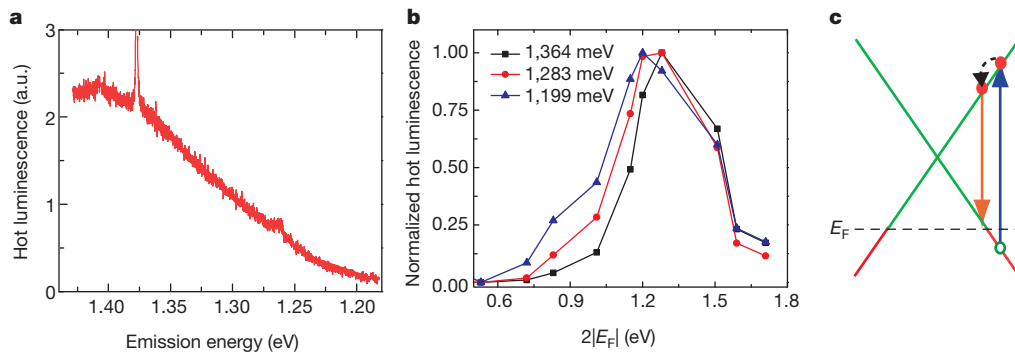 a
3
2
1
0
Hot luminescence (a.u.)
1.40 1.35 1.30 1.25 1.20
Emission energy (eV)
b
1,364 meV
1,283 meV
1,199 meV
1.00
0.75
0.50
0.25
0.00
Normalized hot luminescence
0.6 0.9 1.2 1.5 1.8
2|E_F| (eV)
c
E_F